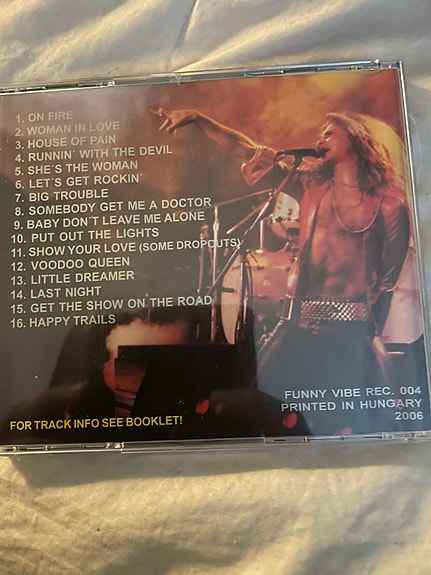 1. ON FIRE
2. WOMAN IN LOVE
3. HOUSE OF PAIN
4. RUNNIN´ WITH THE DEVIL
5. SHE´S THE WOMAN
6. LET´S GET ROCKIN´
7. BIG TROUBLE
8. SOMEBODY GET ME A DOCTOR
9. BABY DON´T LEAVE ME ALONE
10. PUT OUT THE LIGHTS
11. SHOW YOUR LOVE (SOME DROPOUTS)
12. VOODOO QUEEN
13. LITTLE DREAMER
14. LAST NIGHT
15. GET THE SHOW ON THE ROAD
16. HAPPY TRAILS
FOR TRACK INFO SEE BOOKLET!
FUNNY VIBE REC. 004
PRINTED IN HUNGARY
2006